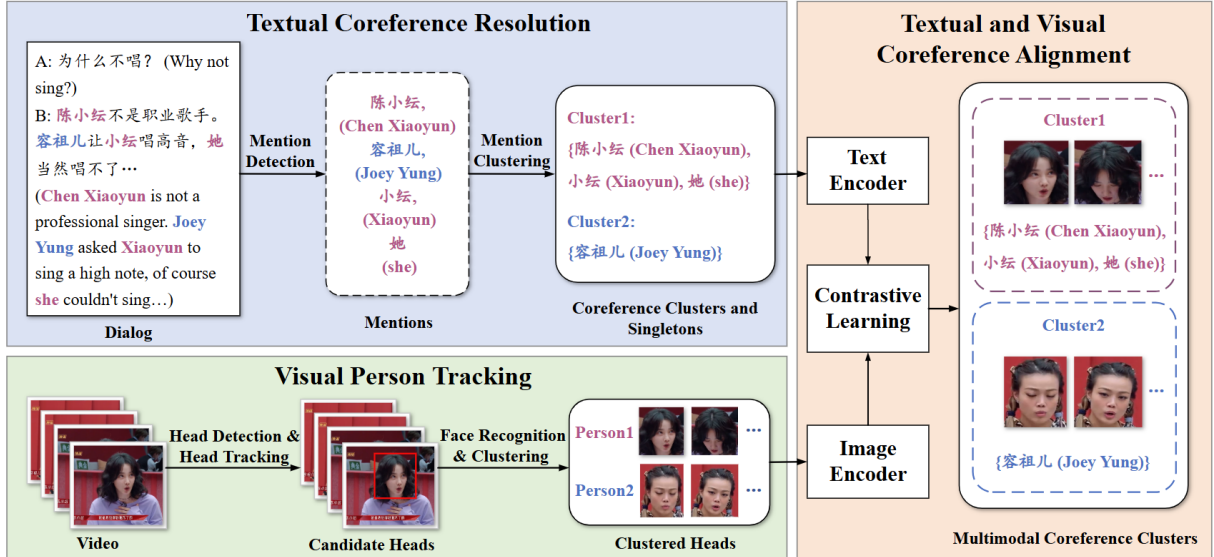 Textual Coreference Resolution
A: 为什么不唱？ (Why not
sing?)
B: 陈小纭不是职业歌手。
容祖儿让小纭唱高音，她
当然唱不了…
(Chen Xiaoyun is not a
professional singer. Joey
Yung asked Xiaoyun to
sing a high note, of course
she couldn't sing…)
Dialog
Mention
Detection
陈小纭,
(Chen Xiaoyun)
容祖儿,
(Joey Yung)
小纭,
(Xiaoyun)
她
(she)
Mentions
Mention
Clustering
Cluster1:
{陈小纭 (Chen Xiaoyun),
小纭 (Xiaoyun), 她 (she)}
Cluster2:
{容祖儿 (Joey Yung)}
Coreference Clusters and
Singletons
Visual Person Tracking
Video
Head Detection &
Head Tracking
Candidate Heads
Face Recognition
& Clustering
Person1
...
Person2
...
Clustered Heads
Textual and Visual
Coreference Alignment
Text
Encoder
Contrastive
Learning
Image
Encoder
Cluster1
...
{陈小纭 (Chen Xiaoyun),
小纭 (Xiaoyun), 她 (she)}
Cluster2
...
{容祖儿 (Joey Yung)}
Multimodal Coreference Clusters